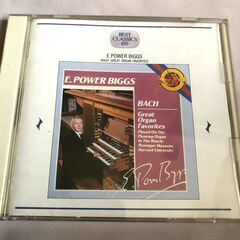 BEST
CLASSICS
100
E.POWER BIGGS
BACH: GREAT ORGAN FAVORITES
E. POWER BIGGS
BACH
Great
Organ
Favorites
Played On The
Flentrop Organ
In The Busch-
Reisinger Museum,
Harvard University